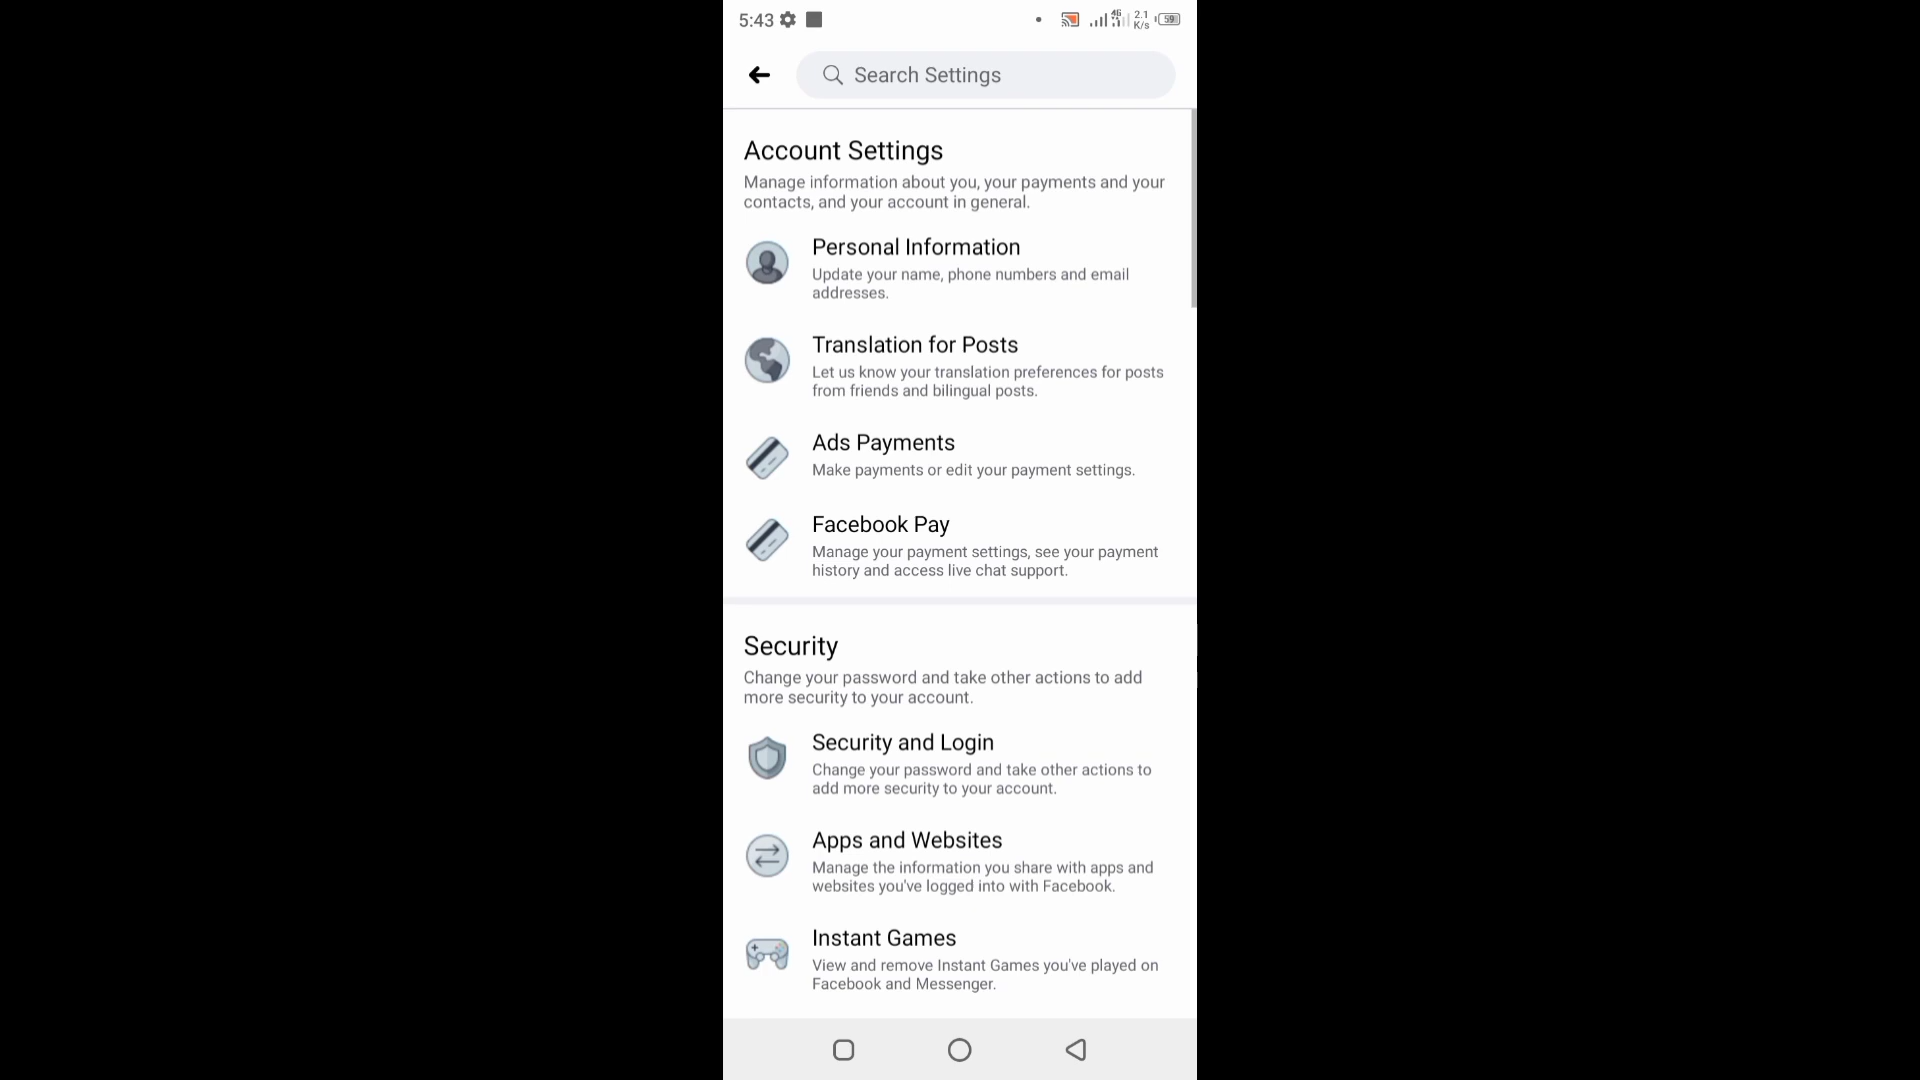 5:43
4G 2.1 K/s 59
Search Settings
Account Settings
Manage information about you, your payments and your
contacts, and your account in general.
Personal Information
Update your name, phone numbers and email
addresses.
Translation for Posts
Let us know your translation preferences for posts
from friends and bilingual posts.
Ads Payments
Make payments or edit your payment settings.
Facebook Pay
Manage your payment settings, see your payment
history and access live chat support.
Security
Change your password and take other actions to add
more security to your account.
Security and Login
Change your password and take other actions to
add more security to your account.
Apps and Websites
Manage the information you share with apps and
websites you've logged into with Facebook.
Instant Games
View and remove Instant Games you've played on
Facebook and Messenger.